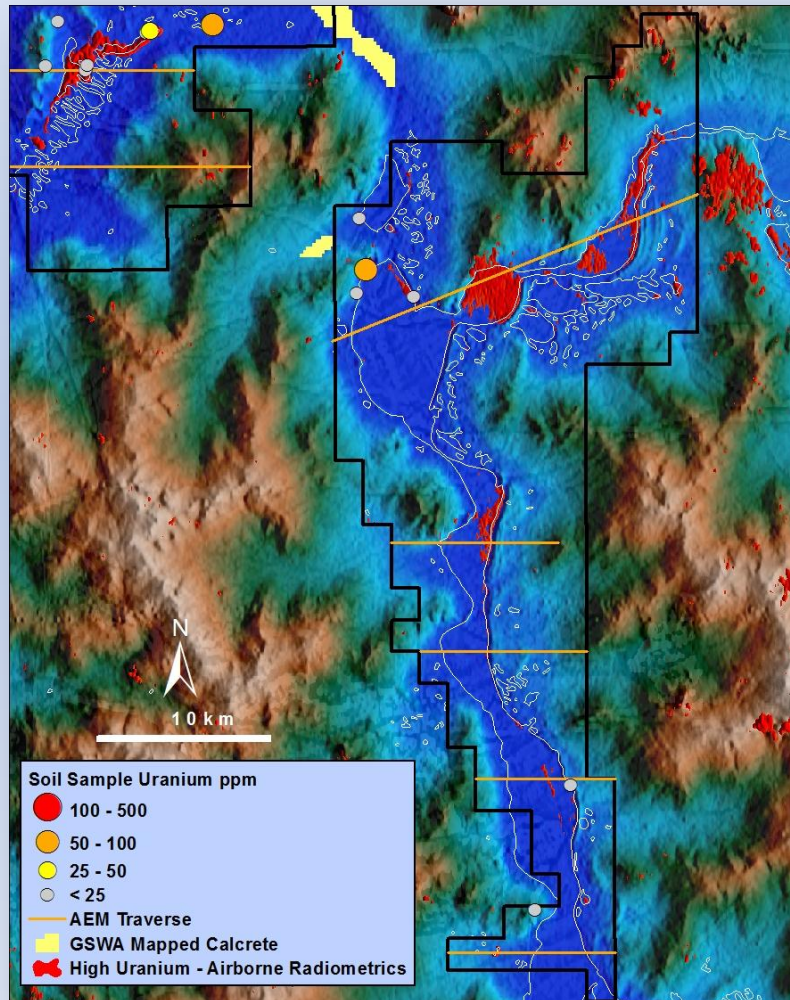 N
10 km
Soil Sample Uranium ppm
100 - 500
50 - 100
25 - 50
< 25
AEM Traverse
GSWA Mapped Calcrete
High Uranium - Airborne Radiometrics